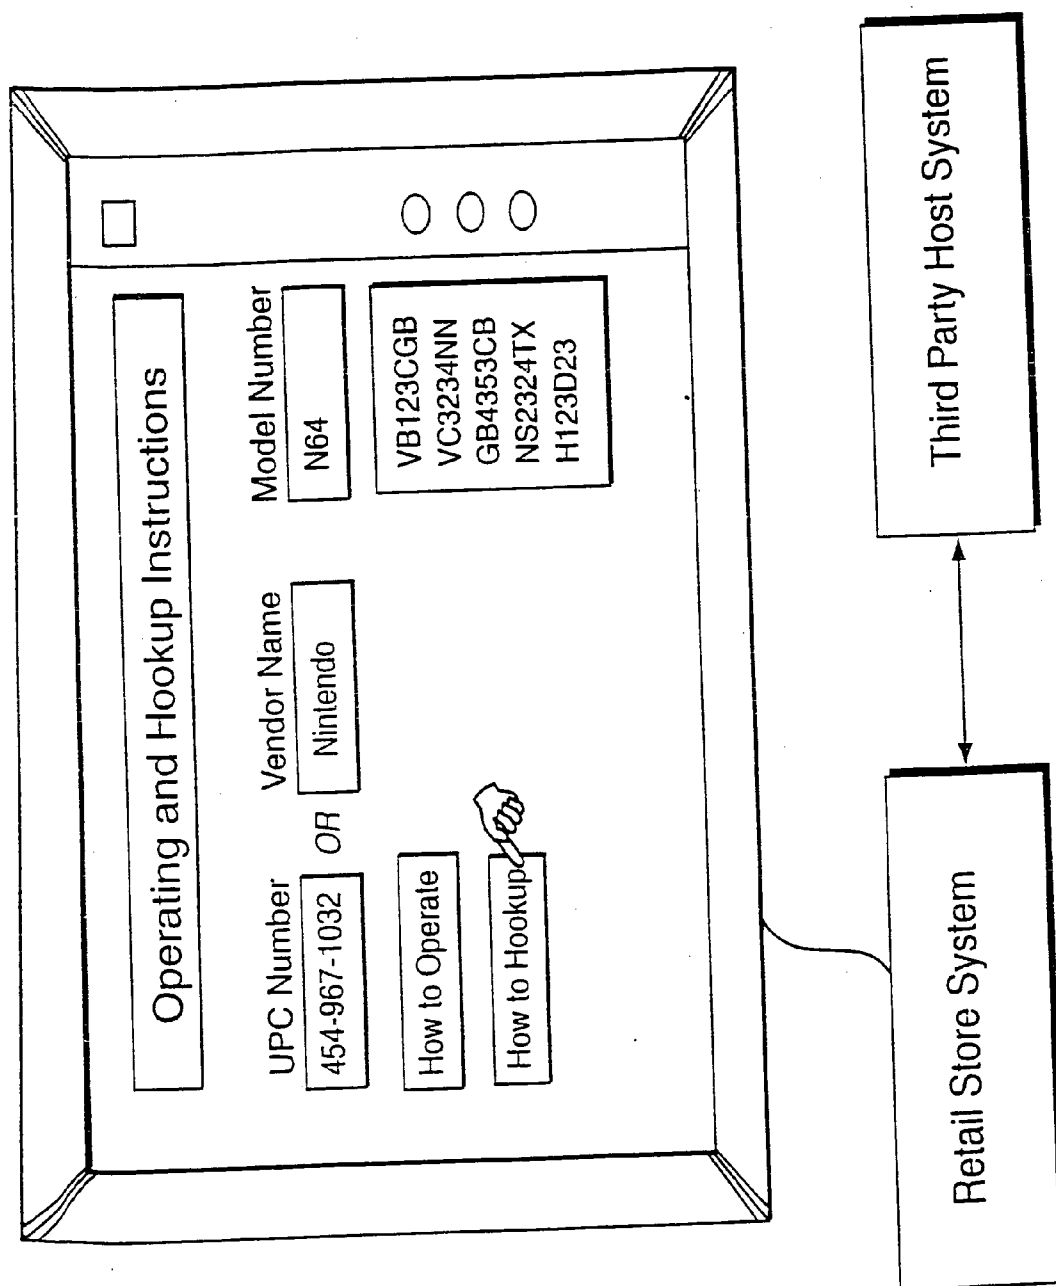 Operating and Hookup Instructions
UPC Number
Vendor Name
Model Number
454-967-1032
OR
Nintendo
N64
How to Operate
How to Hookup
VB123CGB
VC3234NN
GB4353CB
NS2324TX
H123D23
Retail Store System
Third Party Host System